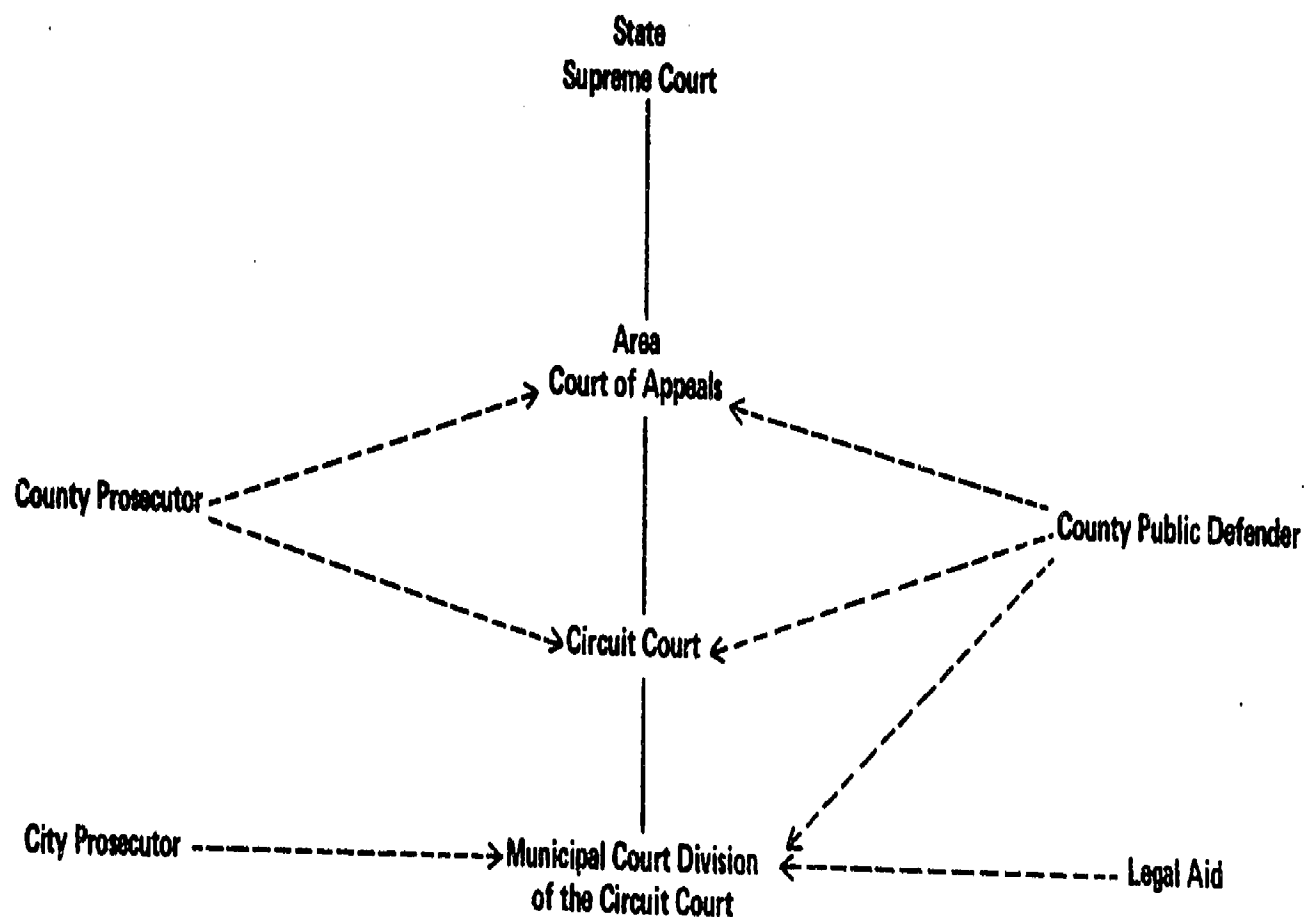 State
Supreme Court
Area
Court of Appeals
County Prosecutor
County Public Defender
Circuit Court
City Prosecutor
Municipal Court Division
of the Circuit Court
Legal Aid